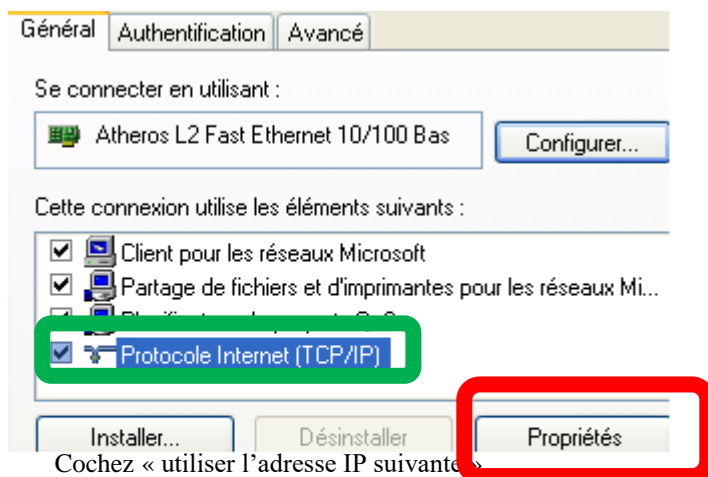 Général Authentification Avancé
Se connecter en utilisant :
Atheros L2 Fast Ethernet 10/100 Bas Configurer...
Cette connexion utilise les éléments suivants :
Client pour les réseaux Microsoft
Partage de fichiers et d'imprimantes pour les réseaux Mi...
Protocole Internet (TCP/IP)
Installer... Désinstaller Propriétés
Cochez « utiliser l’adresse IP suivante »